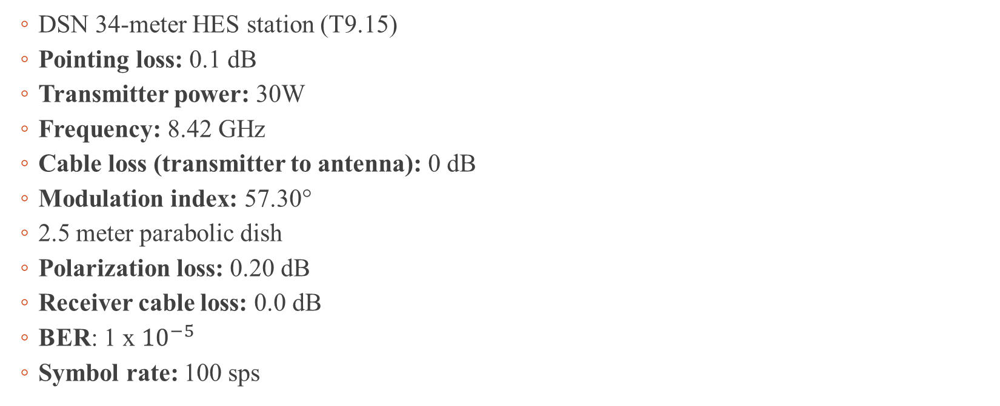 ◦ DSN 34-meter HES station (T9.15)
◦ Pointing loss: 0.1 dB
◦ Transmitter power: 30W
◦ Frequency: 8.42 GHz
◦ Cable loss (transmitter to antenna): 0 dB
◦ Modulation index: 57.30°
◦ 2.5 meter parabolic dish
◦ Polarization loss: 0.20 dB
◦ Receiver cable loss: 0.0 dB
◦ BER: 1 x 10⁻⁵
◦ Symbol rate: 100 sps